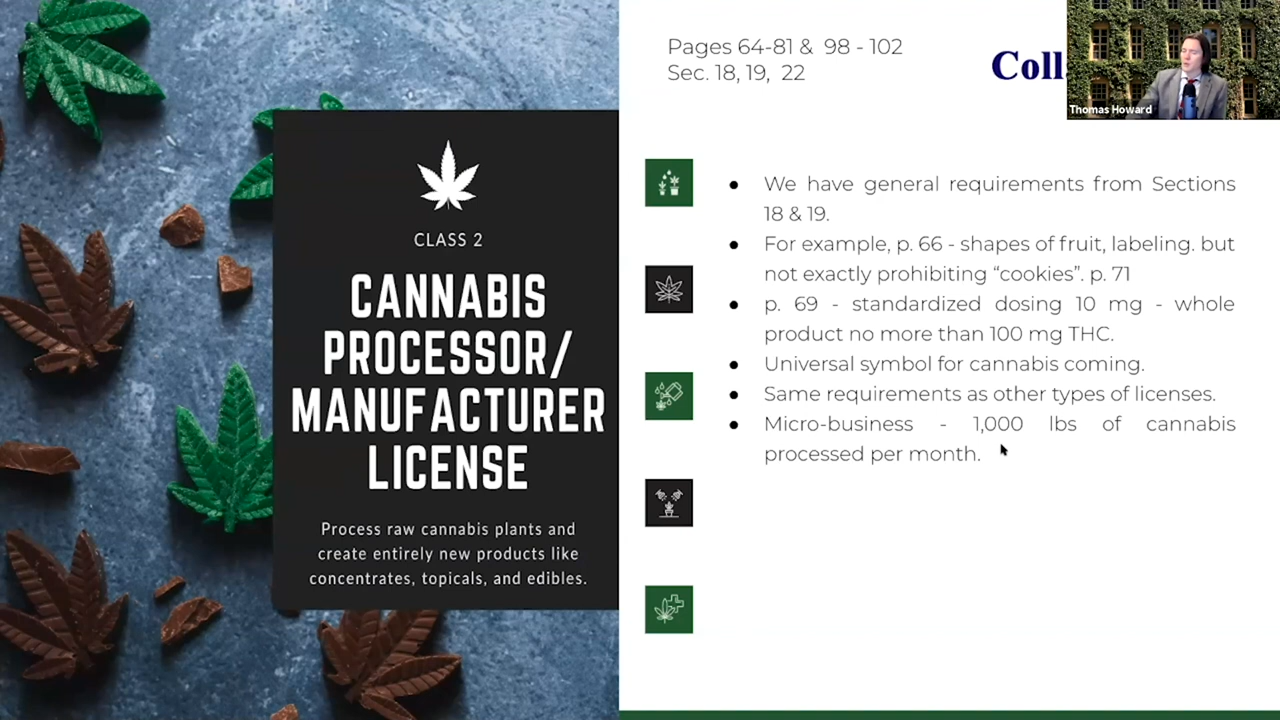 CLASS 2
CANNABIS
PROCESSOR/
MANUFACTURER
LICENSE
Process raw cannabis plants and
create entirely new products like
concentrates, topicals, and edibles.
Pages 64-81 & 98 - 102
Sec. 18, 19, 22
Thomas Howard
● We have general requirements from Sections
18 & 19.
● For example, p. 66 - shapes of fruit, labeling. but
not exactly prohibiting “cookies”. p. 71
● p. 69 - standardized dosing 10 mg - whole
product no more than 100 mg THC.
● Universal symbol for cannabis coming.
● Same requirements as other types of licenses.
● Micro-business - 1,000 lbs of cannabis
processed per month.